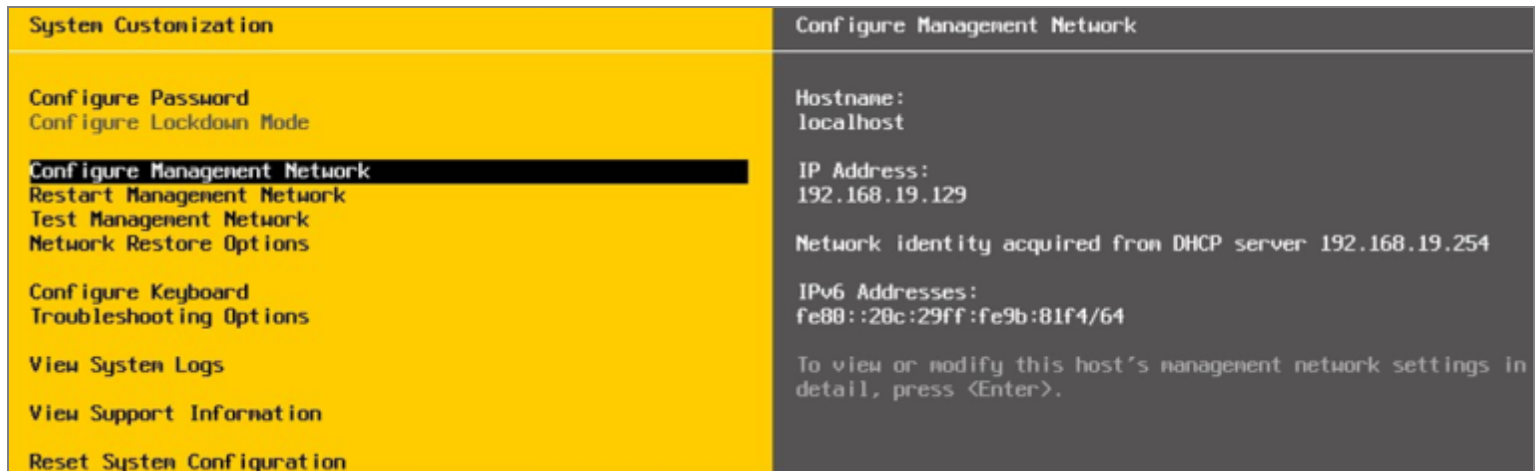 System Customization
Configure Password
Configure Lockdown Mode
Configure Management Network
Restart Management Network
Test Management Network
Network Restore Options
Configure Keyboard
Troubleshooting Options
View System Logs
View Support Information
Reset System Configuration
Configure Management Network
Hostname:
localhost
IP Address:
192.168.19.129
Network identity acquired from DHCP server 192.168.19.254
IPv6 Addresses:
fe80::20c:29ff:fe9b:81f4/64
To view or modify this host's management network settings in
detail, press <Enter>.